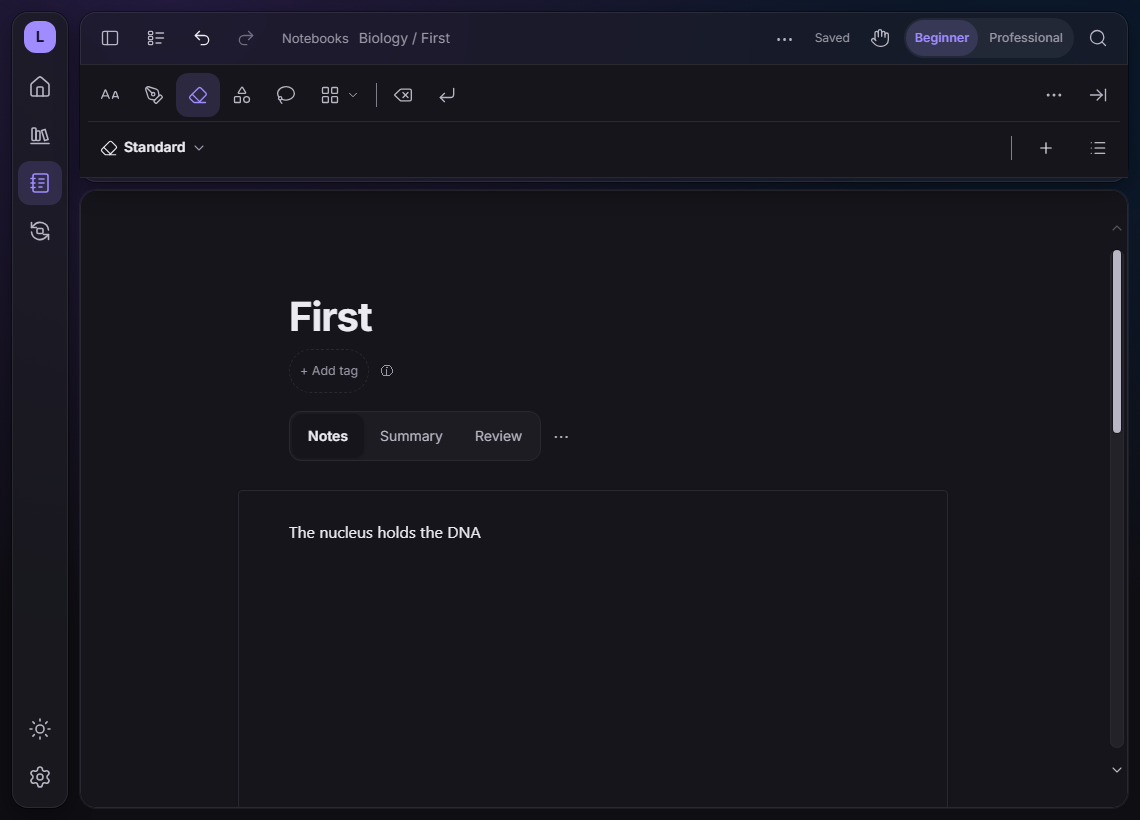 L
Notebooks Biology / First
Saved
Beginner Professional
AA
Standard
First
+ Add tag
Notes Summary Review
The nucleus holds the DNA